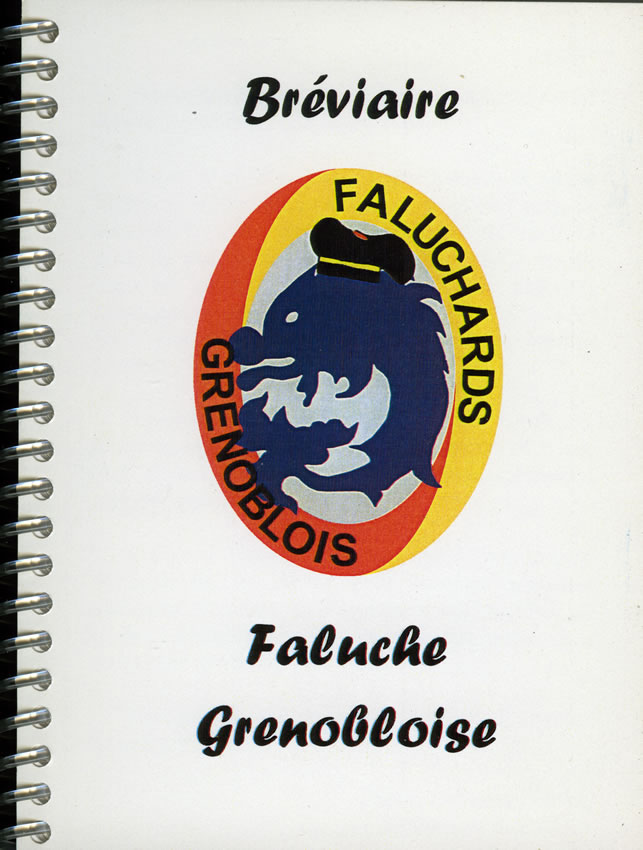 Bréviaire
FALUCHARDS
GRENOBLOIS
Faluche
Grenobloise